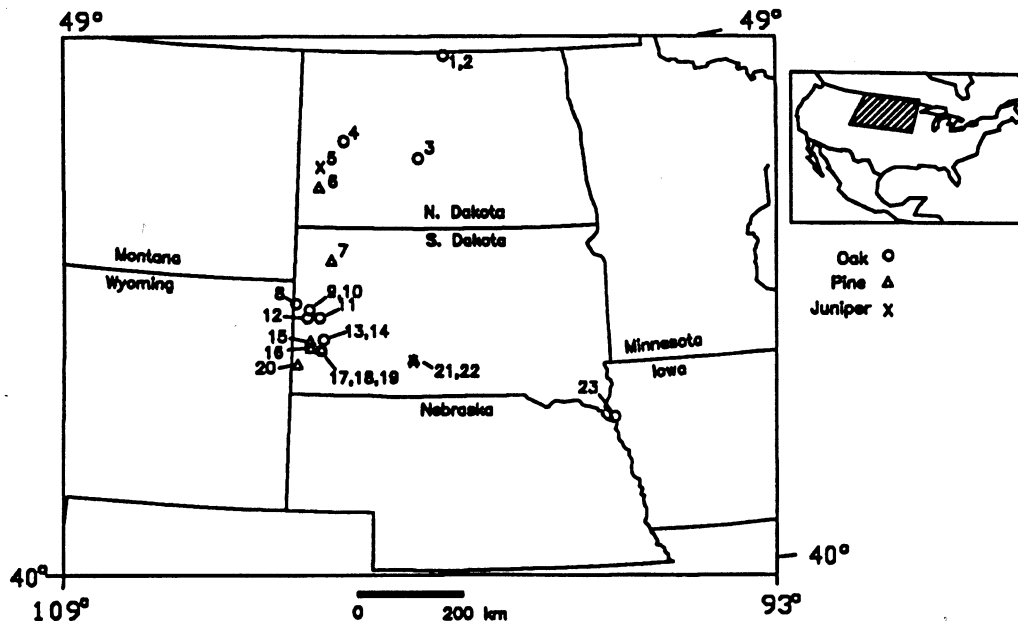 49°
49°
1,2
4
3
5
6
N. Dakota
S. Dakota
7
Montana
Wyoming
Oak
Pine
Juniper
8
9,10
11
12
13,14
15
16
20
17,18,19
21,22
Minnesota
Iowa
23
Nebraska
40°
40°
109°
93°
0
200 km